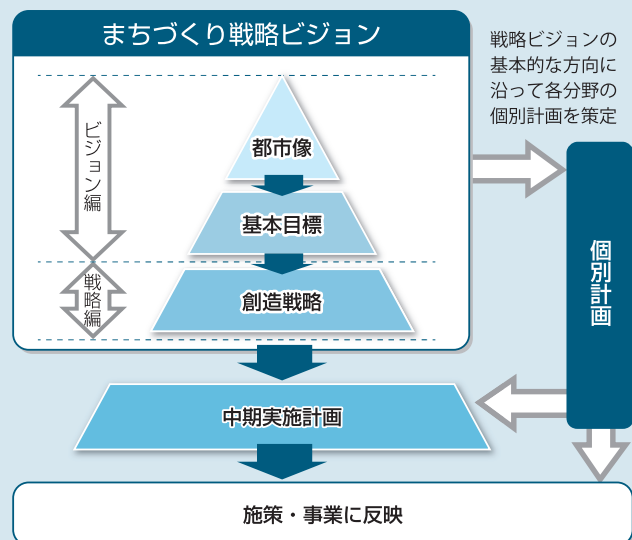 まちづくり戦略ビジョン
戦略ビジョンの
基本的な方向に
沿って各分野の
個別計画を策定
ビジョン編
都市像
基本目標
戦略編
創造戦略
個別計画
中期実施計画
施策・事業に反映